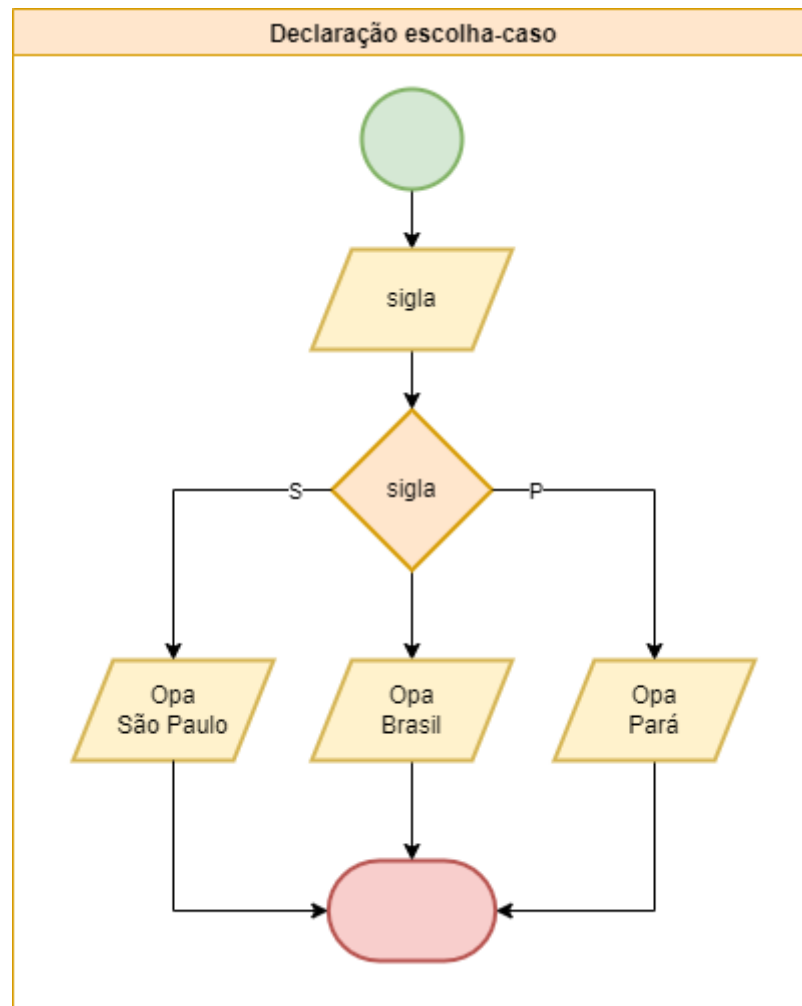 Declaração escolha-caso
sigla
sigla
S
P
Opa
São Paulo
Opa
Brasil
Opa
Pará